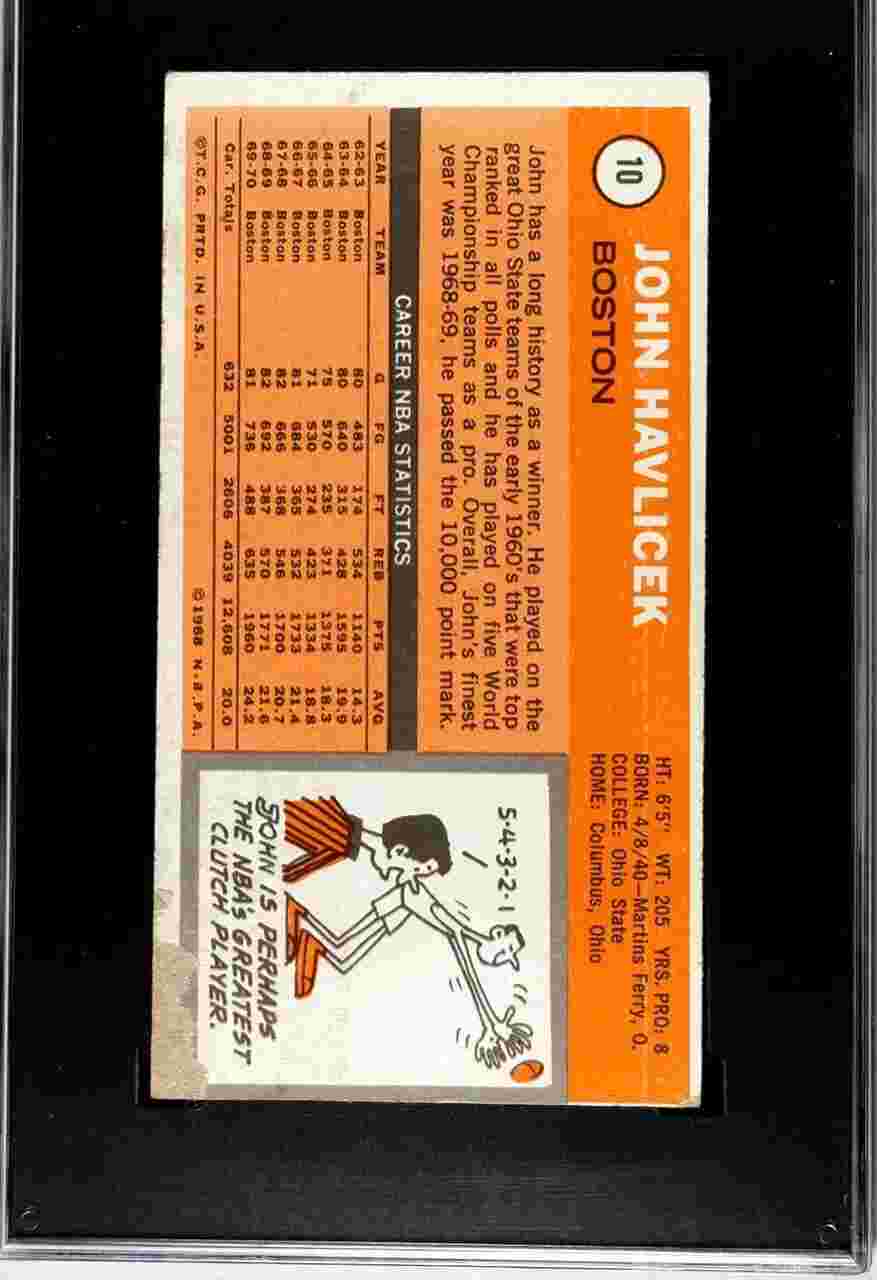 10
JOHN HAVLICEK
BOSTON
HT: 6'5" WT: 205 YRS. PRO: 8
BORN: 4/8/40—Martins Ferry, O.
COLLEGE: Ohio State
HOME: Columbus, Ohio
John has a long history as a winner. He played on the
great Ohio State teams of the early 1960's that were top
ranked in all polls and he has played on five World
Championship teams as a pro. Overall, John's finest
year was 1968-69, he passed the 10,000 point mark.
CAREER NBA STATISTICS
YEAR TEAM G FG FT REB PTS AVG
62-63 Boston 80 483 174 534 1140 14.3
63-64 Boston 80 640 315 428 1595 19.9
64-65 Boston 75 570 235 371 1375 18.3
65-66 Boston 71 530 274 423 1334 18.8
66-67 Boston 81 684 365 532 1733 21.4
67-68 Boston 82 666 368 546 1700 20.7
68-69 Boston 82 692 387 570 1771 21.6
69-70 Boston 81 736 488 635 1960 24.2
Car. Totals 632 5001 2606 4039 12,608 20.0
©T.C.G. PRTD. IN U.S.A. ©1968 N.B.P.A.
5-4-3-2-1
JOHN IS PERHAPS
THE NBA'S GREATEST
CLUTCH PLAYER.